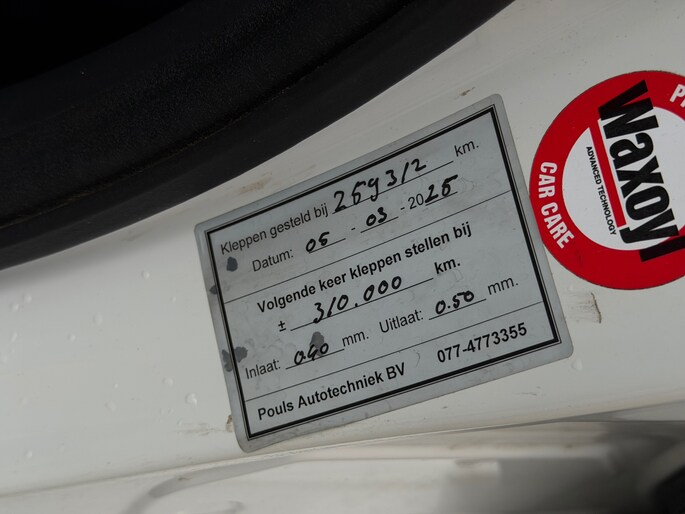 Kleppen gesteld bij 259312 km.
Datum: 05 - 03 - 2025
Volgende keer kleppen stellen bij
± 310.000 km.
Inlaat: 0.40 mm. Uitlaat: 0.50 mm.
Pouls Autotechniek BV 077-4773355
Waxoyl
ADVANCED TECHNOLOGY
CAR CARE